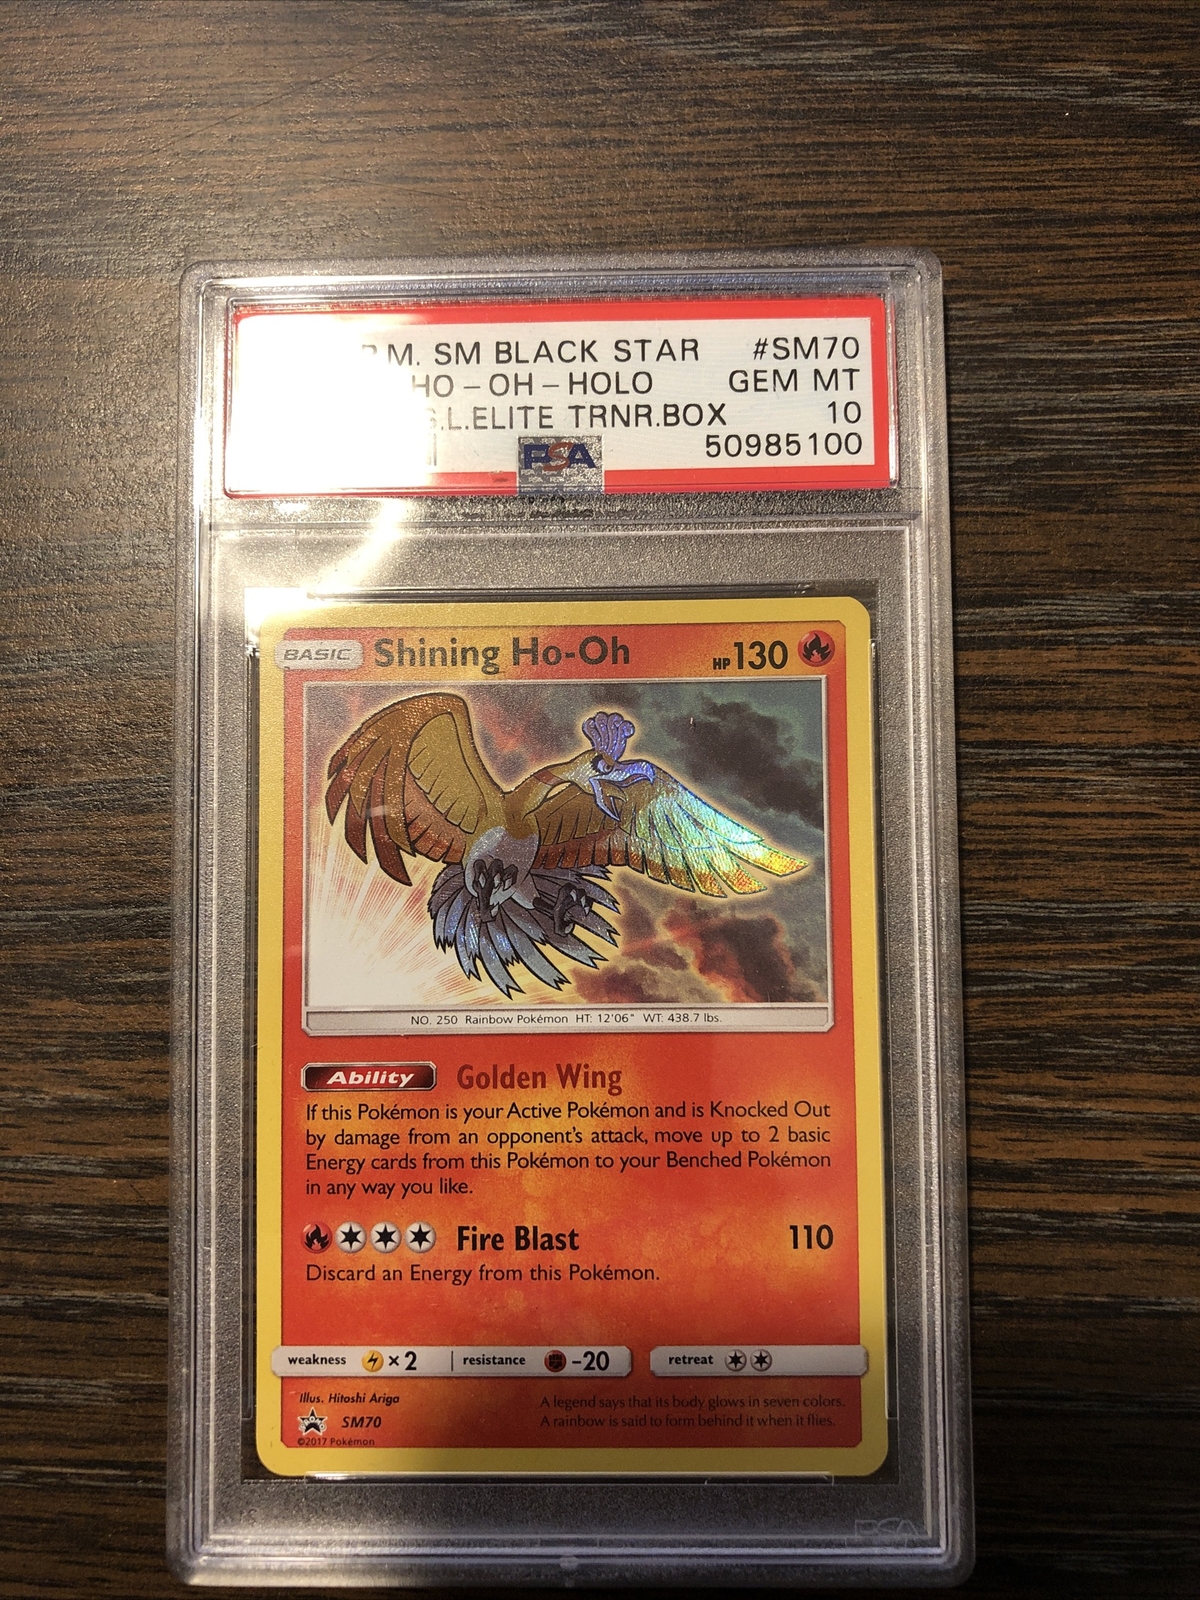 P.M. SM BLACK STAR #SM70
HO-OH-HOLO GEM MT
S.L.ELITE TRNR.BOX 10
PSA 50985100
BASIC Shining Ho-Oh HP 130
NO. 250 Rainbow Pokémon HT: 12'06" WT: 438.7 lbs.
Ability Golden Wing
If this Pokémon is your Active Pokémon and is Knocked Out
by damage from an opponent's attack, move up to 2 basic
Energy cards from this Pokémon to your Benched Pokémon
in any way you like.
Fire Blast 110
Discard an Energy from this Pokémon.
weakness ×2 resistance -20 retreat
Illus. Hitoshi Ariga
SM70
©2017 Pokémon
A legend says that its body glows in seven colors.
A rainbow is said to form behind it when it flies.
PSA